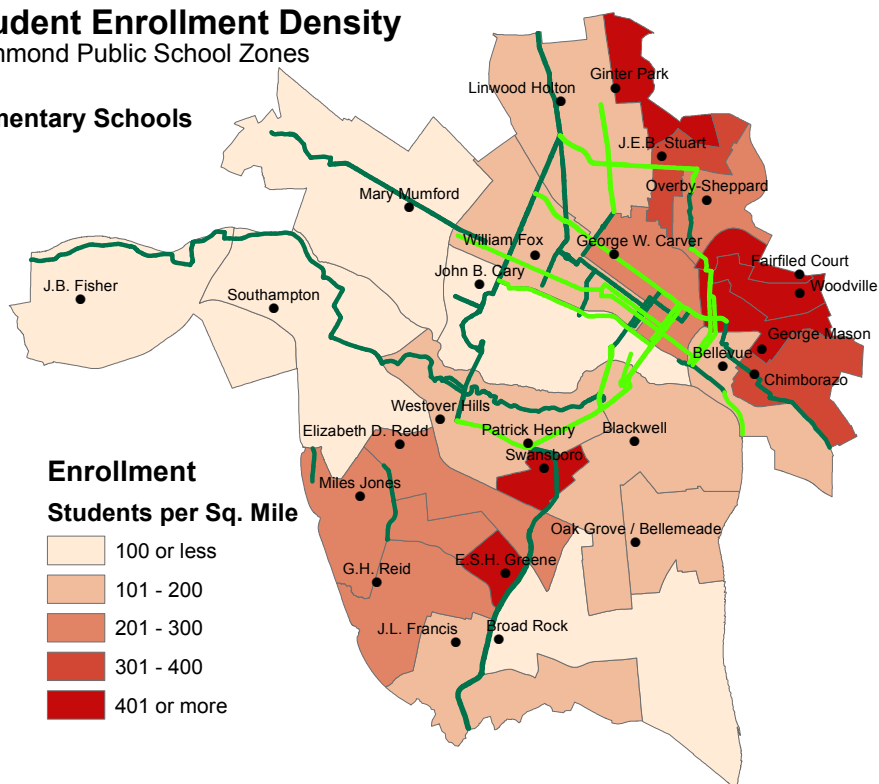 udent Enrollment Density
mond Public School Zones
mentary Schools
Ginter Park
Linwood Holton
J.E.B. Stuart
Overby-Sheppard
Mary Mumford
William Fox
George W. Carver
Fairfiled Court
John B. Cary
Woodville
J.B. Fisher
Southampton
George Mason
Bellevue
Chimborazo
Westover Hills
Elizabeth D. Redd
Patrick Henry
Blackwell
Swansboro
Enrollment
Students per Sq. Mile
Miles Jones
100 or less
Oak Grove / Bellemeade
101 - 200
E.S.H. Greene
G.H. Reid
201 - 300
J.L. Francis
Broad Rock
301 - 400
401 or more